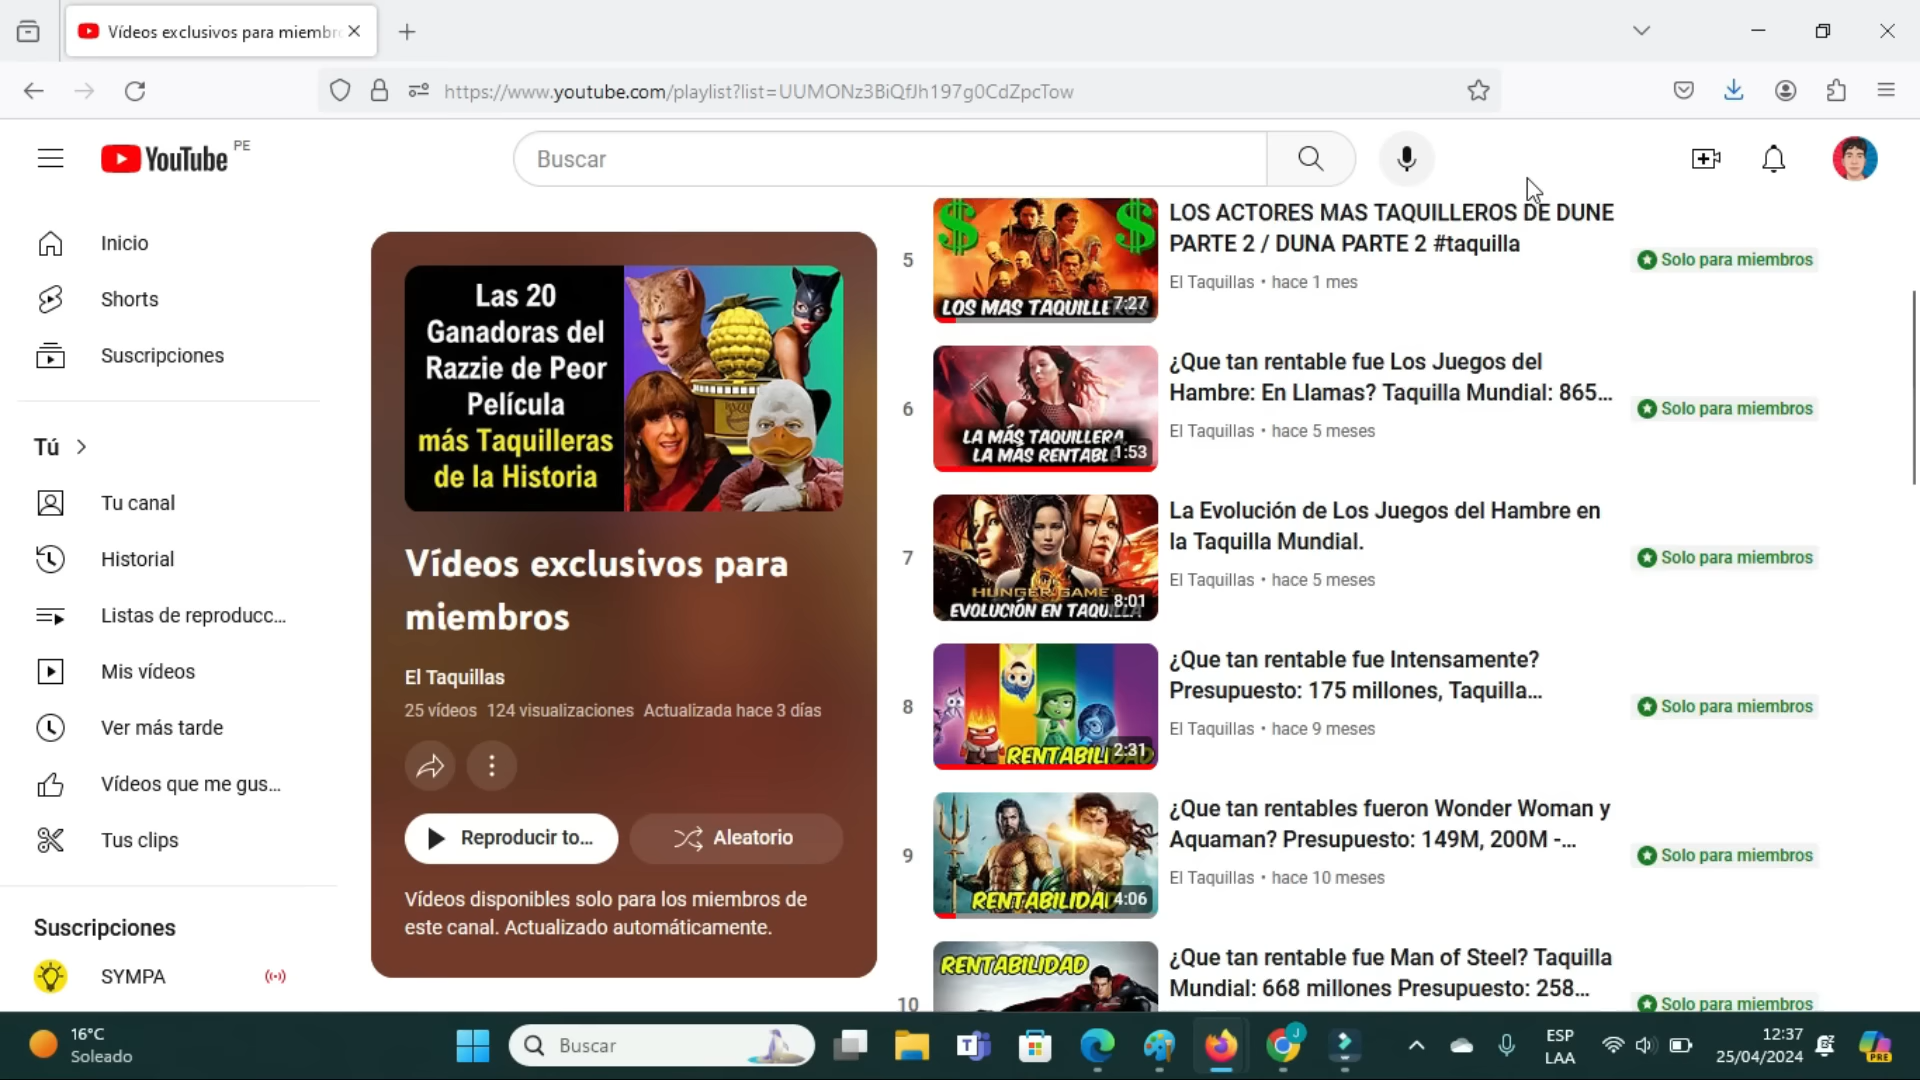 Vídeos exclusivos para miembr
https://www.youtube.com/playlist?list=UUMONz3BiQfJh197g0CdZpcTow
YouTube PE
Buscar
Inicio
Shorts
Suscripciones
Tú
Tu canal
Historial
Listas de reproducc...
Mis vídeos
Ver más tarde
Vídeos que me gus...
Tus clips
Suscripciones
SYMPA
Las 20
Ganadoras del
Razzie de Peor
Película
más Taquilleras
de la Historia
Vídeos exclusivos para
miembros
El Taquillas
25 vídeos 124 visualizaciones Actualizada hace 3 días
Reproducir to...
Aleatorio
Vídeos disponibles solo para los miembros de
este canal. Actualizado automáticamente.
5
LOS MAS TAQUILLEROS
7:27
LOS ACTORES MAS TAQUILLEROS DE DUNE
PARTE 2 / DUNA PARTE 2 #taquilla
El Taquillas • hace 1 mes
Solo para miembros
6
LA MÁS TAQUILLERA
LA MÁS RENTABL
1:53
¿Que tan rentable fue Los Juegos del
Hambre: En Llamas? Taquilla Mundial: 865...
El Taquillas • hace 5 meses
Solo para miembros
7
HUNGER GAME
EVOLUCIÓN EN TAQUILLA
8:01
La Evolución de Los Juegos del Hambre en
la Taquilla Mundial.
El Taquillas • hace 5 meses
Solo para miembros
8
RENTABILIDAD
2:31
¿Que tan rentable fue Intensamente?
Presupuesto: 175 millones, Taquilla...
El Taquillas • hace 9 meses
Solo para miembros
9
RENTABILIDAD
4:06
¿Que tan rentables fueron Wonder Woman y
Aquaman? Presupuesto: 149M, 200M -...
El Taquillas • hace 10 meses
Solo para miembros
10
RENTABILIDAD
¿Que tan rentable fue Man of Steel? Taquilla
Mundial: 668 millones Presupuesto: 258...
Solo para miembros
16°C
Soleado
Buscar
ESP
LAA
12:37
25/04/2024
PRE